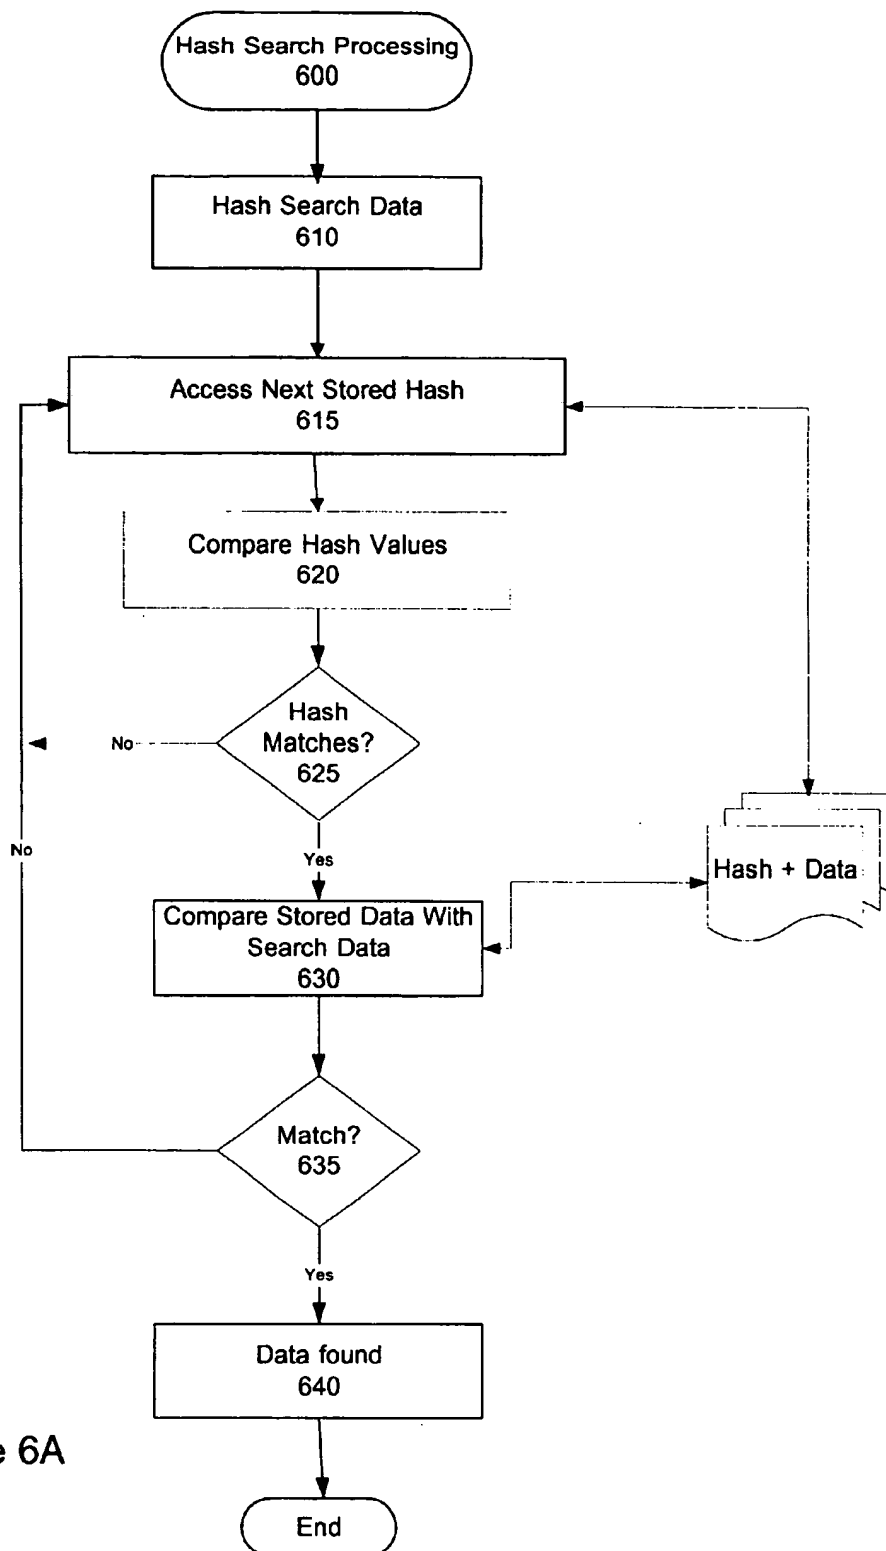 Hash Search Processing
600
Hash Search Data
610
Access Next Stored Hash
615
Compare Hash Values
620
Hash
Matches?
625
No
No
Yes
Hash + Data
Compare Stored Data With
Search Data
630
Match?
635
Yes
Data found
640
6A
End